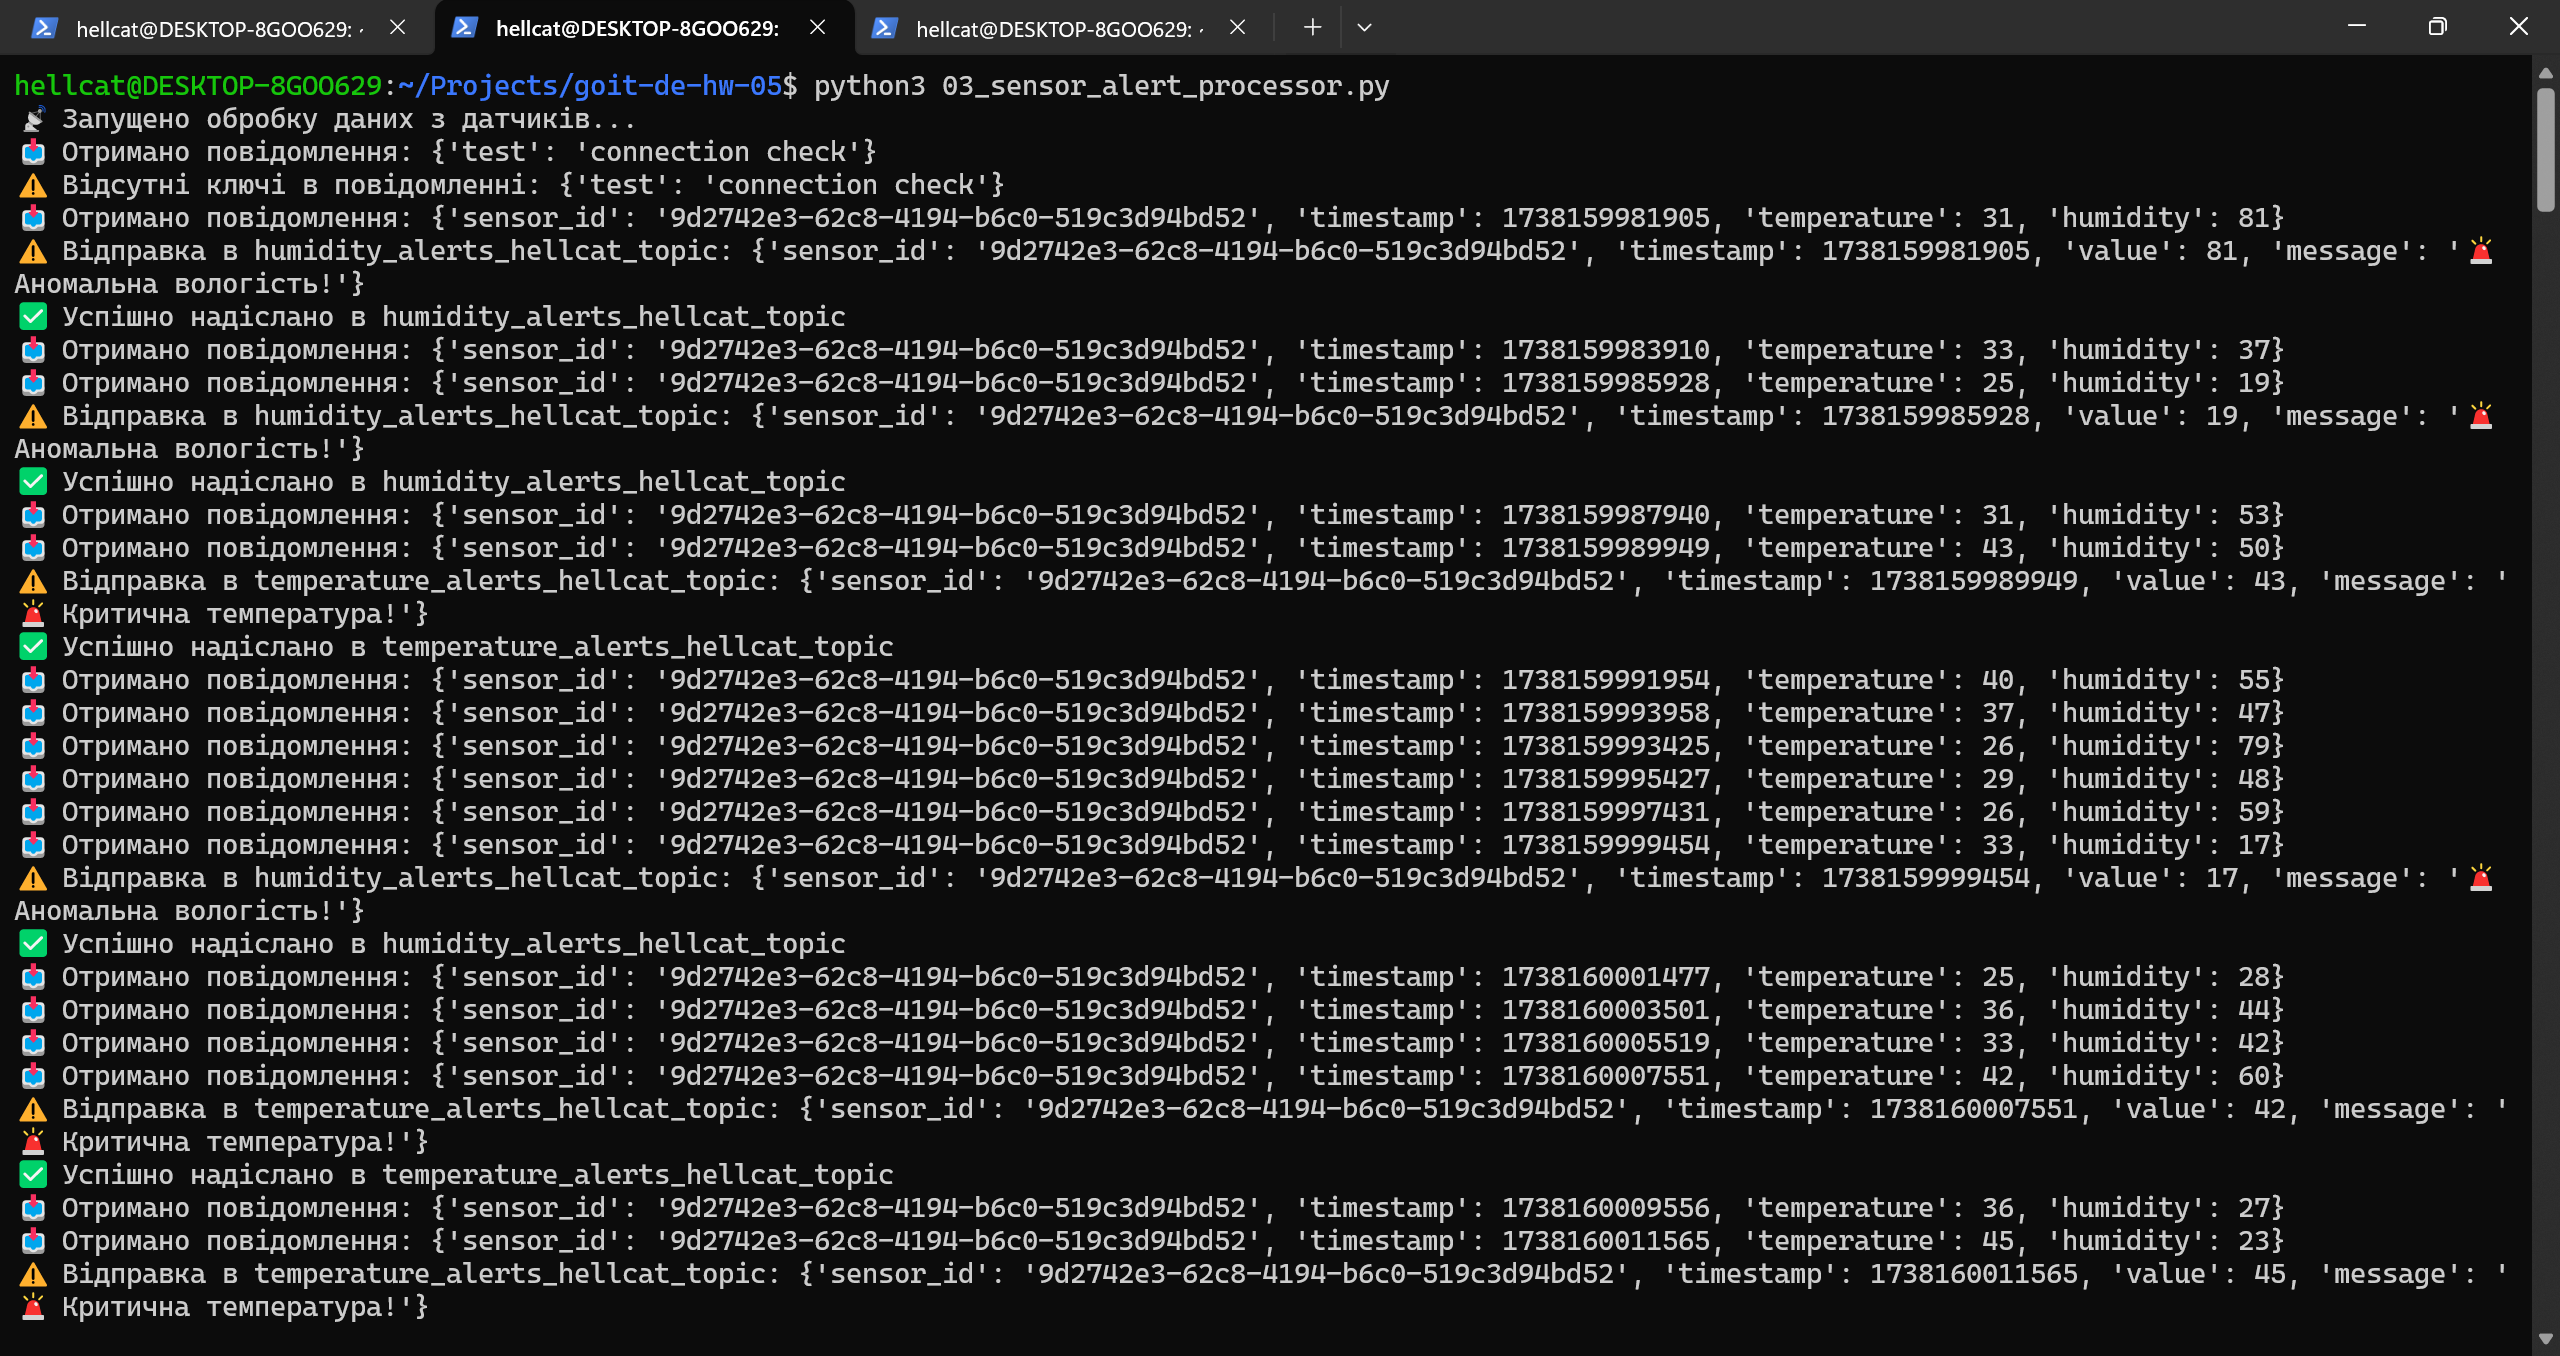 hellcat@DESKTOP-8GOO629: ~
hellcat@DESKTOP-8GOO629:
hellcat@DESKTOP-8GOO629: ~
hellcat@DESKTOP-8GOO629:~/Projects/goit-de-hw-05$ python3 03_sensor_alert_processor.py
📡 Запущено обробку даних з датчиків...
📥 Отримано повідомлення: {'test': 'connection check'}
⚠️ Відсутні ключі в повідомленні: {'test': 'connection check'}
📥 Отримано повідомлення: {'sensor_id': '9d2742e3-62c8-4194-b6c0-519c3d94bd52', 'timestamp': 1738159981905, 'temperature': 31, 'humidity': 81}
⚠️ Відправка в humidity_alerts_hellcat_topic: {'sensor_id': '9d2742e3-62c8-4194-b6c0-519c3d94bd52', 'timestamp': 1738159981905, 'value': 81, 'message': '🚨
Аномальна вологість!'}
✅ Успішно надіслано в humidity_alerts_hellcat_topic
📥 Отримано повідомлення: {'sensor_id': '9d2742e3-62c8-4194-b6c0-519c3d94bd52', 'timestamp': 1738159983910, 'temperature': 33, 'humidity': 37}
📥 Отримано повідомлення: {'sensor_id': '9d2742e3-62c8-4194-b6c0-519c3d94bd52', 'timestamp': 1738159985928, 'temperature': 25, 'humidity': 19}
⚠️ Відправка в humidity_alerts_hellcat_topic: {'sensor_id': '9d2742e3-62c8-4194-b6c0-519c3d94bd52', 'timestamp': 1738159985928, 'value': 19, 'message': '🚨
Аномальна вологість!'}
✅ Успішно надіслано в humidity_alerts_hellcat_topic
📥 Отримано повідомлення: {'sensor_id': '9d2742e3-62c8-4194-b6c0-519c3d94bd52', 'timestamp': 1738159987940, 'temperature': 31, 'humidity': 53}
📥 Отримано повідомлення: {'sensor_id': '9d2742e3-62c8-4194-b6c0-519c3d94bd52', 'timestamp': 1738159989949, 'temperature': 43, 'humidity': 50}
⚠️ Відправка в temperature_alerts_hellcat_topic: {'sensor_id': '9d2742e3-62c8-4194-b6c0-519c3d94bd52', 'timestamp': 1738159989949, 'value': 43, 'message': '
🚨 Критична температура!'}
✅ Успішно надіслано в temperature_alerts_hellcat_topic
📥 Отримано повідомлення: {'sensor_id': '9d2742e3-62c8-4194-b6c0-519c3d94bd52', 'timestamp': 1738159991954, 'temperature': 40, 'humidity': 55}
📥 Отримано повідомлення: {'sensor_id': '9d2742e3-62c8-4194-b6c0-519c3d94bd52', 'timestamp': 1738159993958, 'temperature': 37, 'humidity': 47}
📥 Отримано повідомлення: {'sensor_id': '9d2742e3-62c8-4194-b6c0-519c3d94bd52', 'timestamp': 1738159993425, 'temperature': 26, 'humidity': 79}
📥 Отримано повідомлення: {'sensor_id': '9d2742e3-62c8-4194-b6c0-519c3d94bd52', 'timestamp': 1738159995427, 'temperature': 29, 'humidity': 48}
📥 Отримано повідомлення: {'sensor_id': '9d2742e3-62c8-4194-b6c0-519c3d94bd52', 'timestamp': 1738159997431, 'temperature': 26, 'humidity': 59}
📥 Отримано повідомлення: {'sensor_id': '9d2742e3-62c8-4194-b6c0-519c3d94bd52', 'timestamp': 1738159999454, 'temperature': 33, 'humidity': 17}
⚠️ Відправка в humidity_alerts_hellcat_topic: {'sensor_id': '9d2742e3-62c8-4194-b6c0-519c3d94bd52', 'timestamp': 1738159999454, 'value': 17, 'message': '🚨
Аномальна вологість!'}
✅ Успішно надіслано в humidity_alerts_hellcat_topic
📥 Отримано повідомлення: {'sensor_id': '9d2742e3-62c8-4194-b6c0-519c3d94bd52', 'timestamp': 1738160001477, 'temperature': 25, 'humidity': 28}
📥 Отримано повідомлення: {'sensor_id': '9d2742e3-62c8-4194-b6c0-519c3d94bd52', 'timestamp': 1738160003501, 'temperature': 36, 'humidity': 44}
📥 Отримано повідомлення: {'sensor_id': '9d2742e3-62c8-4194-b6c0-519c3d94bd52', 'timestamp': 1738160005519, 'temperature': 33, 'humidity': 42}
📥 Отримано повідомлення: {'sensor_id': '9d2742e3-62c8-4194-b6c0-519c3d94bd52', 'timestamp': 1738160007551, 'temperature': 42, 'humidity': 60}
⚠️ Відправка в temperature_alerts_hellcat_topic: {'sensor_id': '9d2742e3-62c8-4194-b6c0-519c3d94bd52', 'timestamp': 1738160007551, 'value': 42, 'message': '
🚨 Критична температура!'}
✅ Успішно надіслано в temperature_alerts_hellcat_topic
📥 Отримано повідомлення: {'sensor_id': '9d2742e3-62c8-4194-b6c0-519c3d94bd52', 'timestamp': 1738160009556, 'temperature': 36, 'humidity': 27}
📥 Отримано повідомлення: {'sensor_id': '9d2742e3-62c8-4194-b6c0-519c3d94bd52', 'timestamp': 1738160011565, 'temperature': 45, 'humidity': 23}
⚠️ Відправка в temperature_alerts_hellcat_topic: {'sensor_id': '9d2742e3-62c8-4194-b6c0-519c3d94bd52', 'timestamp': 1738160011565, 'value': 45, 'message': '
🚨 Критична температура!'}